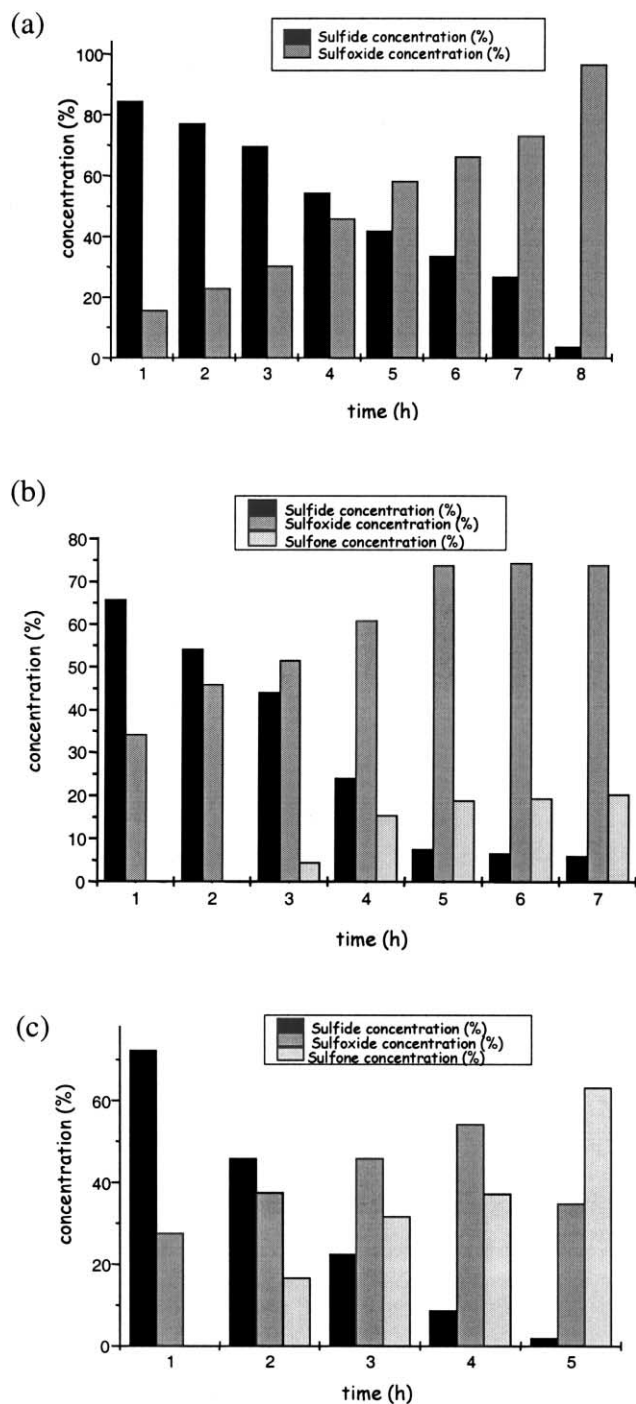 (a)
Sulfide concentration (%)
Sulfoxide concentration (%)
concentration (%)
100
80
60
40
20
0
1 2 3 4 5 6 7 8
time (h)
(b)
Sulfide concentration (%)
Sulfoxide concentration (%)
Sulfone concentration (%)
concentration (%)
80
70
60
50
40
30
20
10
0
1 2 3 4 5 6 7
time (h)
(c)
Sulfide concentration (%)
Sulfoxide concentration (%)
Sulfone concentration (%)
concentration (%)
60
40
20
0
1 2 3 4 5
time (h)